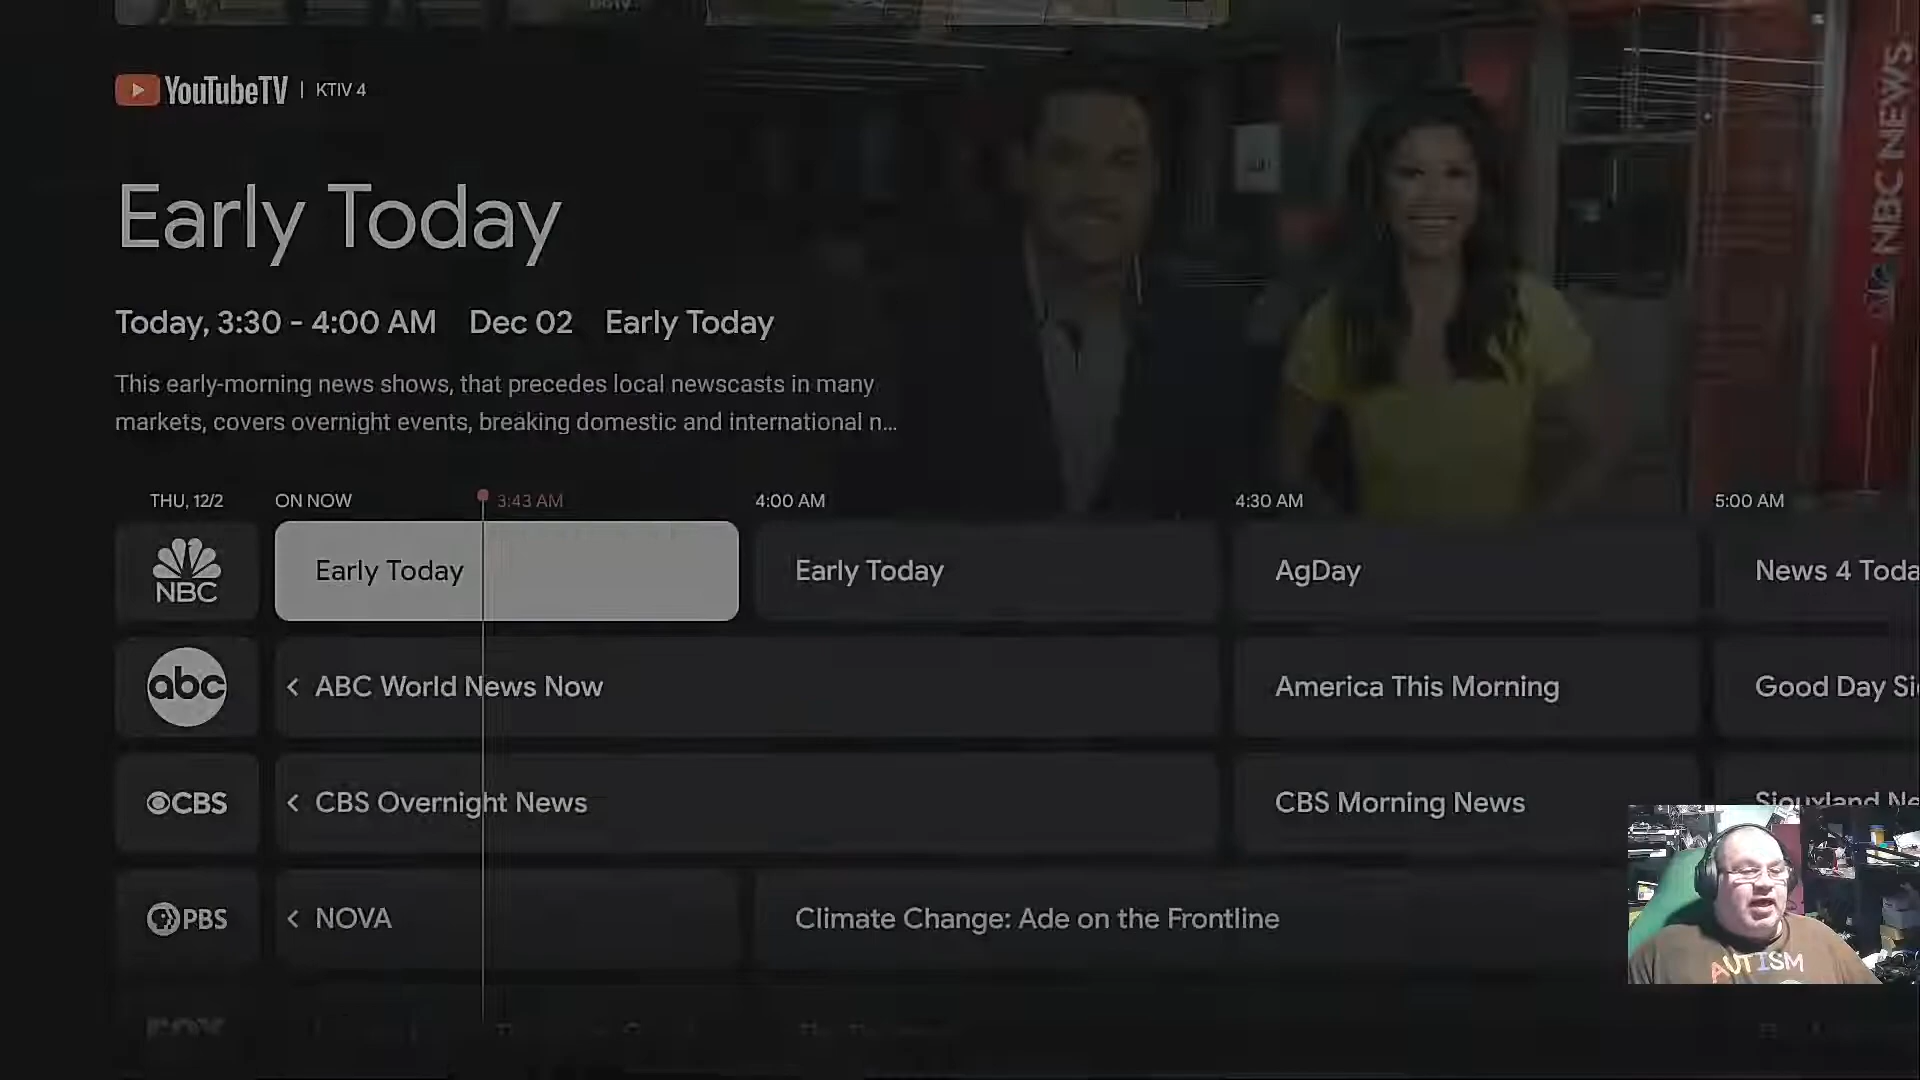 YouTubeTV | KTIV 4
NBC NEWS
Early Today
Today, 3:30 - 4:00 AM Dec 02 Early Today
This early-morning news shows, that precedes local newscasts in many
markets, covers overnight events, breaking domestic and international n...
THU, 12/2 ON NOW 3:43 AM 4:00 AM 4:30 AM 5:00 AM
NBC Early Today Early Today AgDay News 4 Toda
abc < ABC World News Now America This Morning Good Day Si
CBS < CBS Overnight News CBS Morning News Siouxland Ne
PBS < NOVA Climate Change: Ade on the Frontline
AUTISM